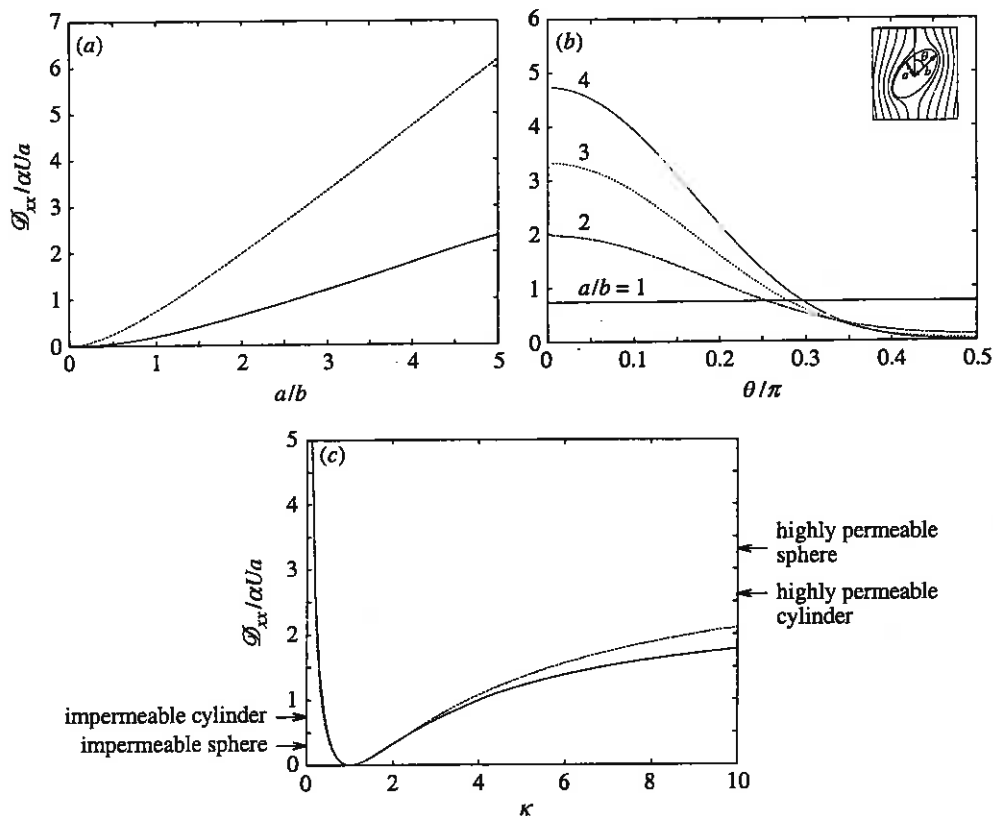 (a)
𝒟xx/αUa
7
6
5
4
3
2
1
0
0 1 2 3 4 5
a/b
(b)
6
5
4
3
2
1
0
4
3
2
a/b = 1
θ
a b
0 0.1 0.2 0.3 0.4 0.5
θ/π
(c)
𝒟xx/αUa
5
4
3
2
1
0
highly permeable
sphere
highly permeable
cylinder
impermeable cylinder
impermeable sphere
0 2 4 6 8 10
κ